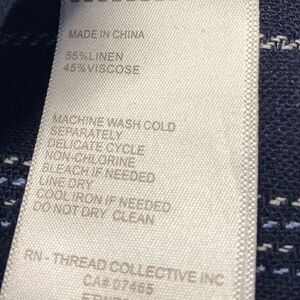 MADE IN CHINA
55%LINEN
45%VISCOSE
MACHINE WASH COLD
SEPARATELY
DELICATE CYCLE
NON-CHLORINE
BLEACH IF NEEDED
LINE DRY
COOL IRON IF NEEDED
DO NOT DRY CLEAN
RN - THREAD COLLECTIVE INC
CA# 07465